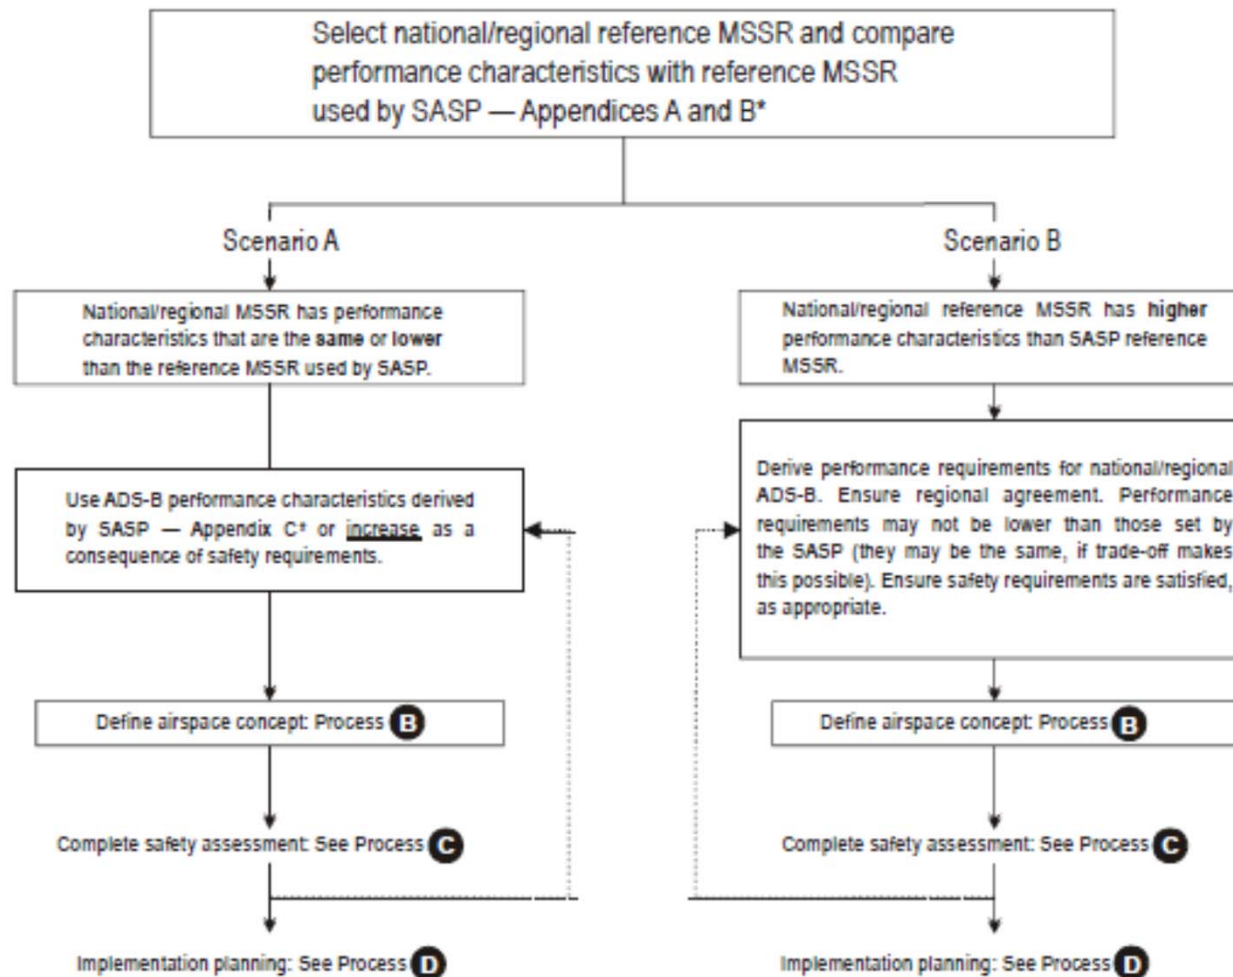 Select national/regional reference MSSR and compare
performance characteristics with reference MSSR
used by SASP — Appendices A and B*
Scenario A
Scenario B
National/regional MSSR has performance
characteristics that are the same or lower
than the reference MSSR used by SASP.
National/regional reference MSSR has higher
performance characteristics than SASP reference
MSSR.
Use ADS-B performance characteristics derived
by SASP — Appendix C* or increase as a
consequence of safety requirements.
Derive performance requirements for national/regional
ADS-B. Ensure regional agreement. Performance
requirements may not be lower than those set by
the SASP (they may be the same, if trade-off makes
this possible). Ensure safety requirements are satisfied,
as appropriate.
Define airspace concept: Process B
Define airspace concept: Process B
Complete safety assessment: See Process C
Complete safety assessment: See Process C
Implementation planning: See Process D
Implementation planning: See Process D